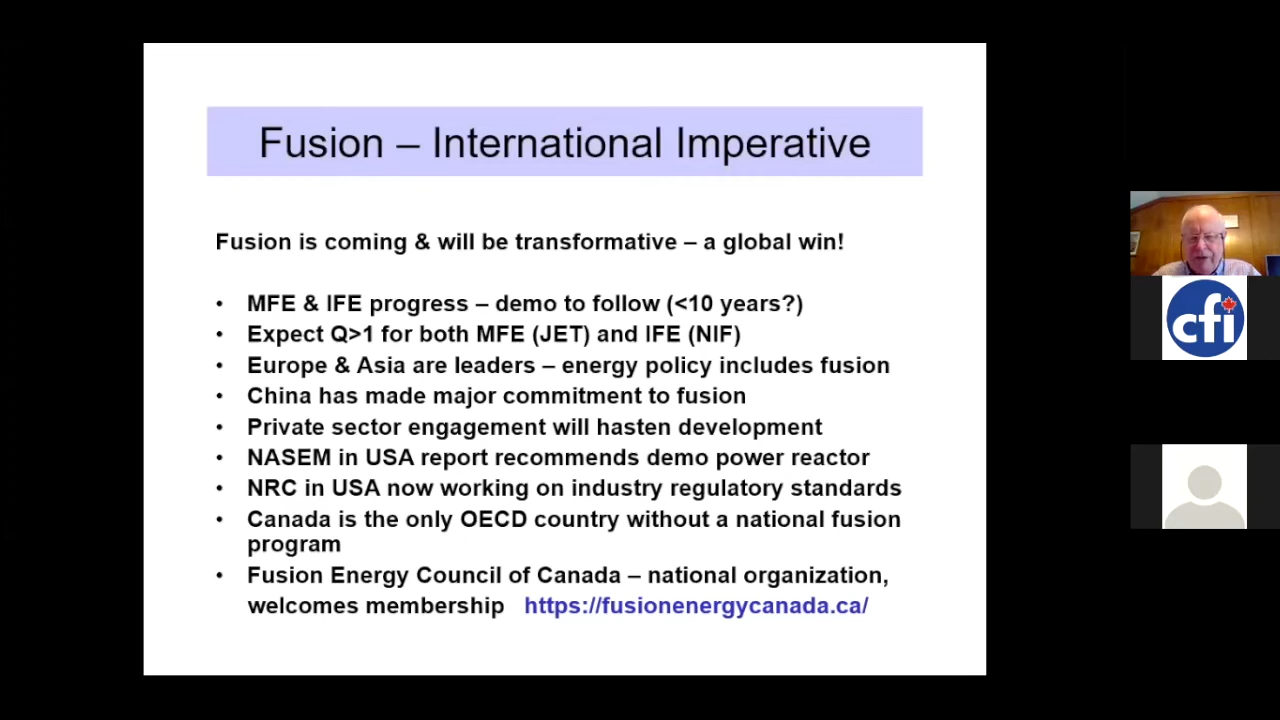 Fusion – International Imperative
Fusion is coming & will be transformative – a global win!
• MFE & IFE progress – demo to follow (<10 years?)
• Expect Q>1 for both MFE (JET) and IFE (NIF)
• Europe & Asia are leaders – energy policy includes fusion
• China has made major commitment to fusion
• Private sector engagement will hasten development
• NASEM in USA report recommends demo power reactor
• NRC in USA now working on industry regulatory standards
• Canada is the only OECD country without a national fusion
program
• Fusion Energy Council of Canada – national organization,
welcomes membership https://fusionenergycanada.ca/
cfi